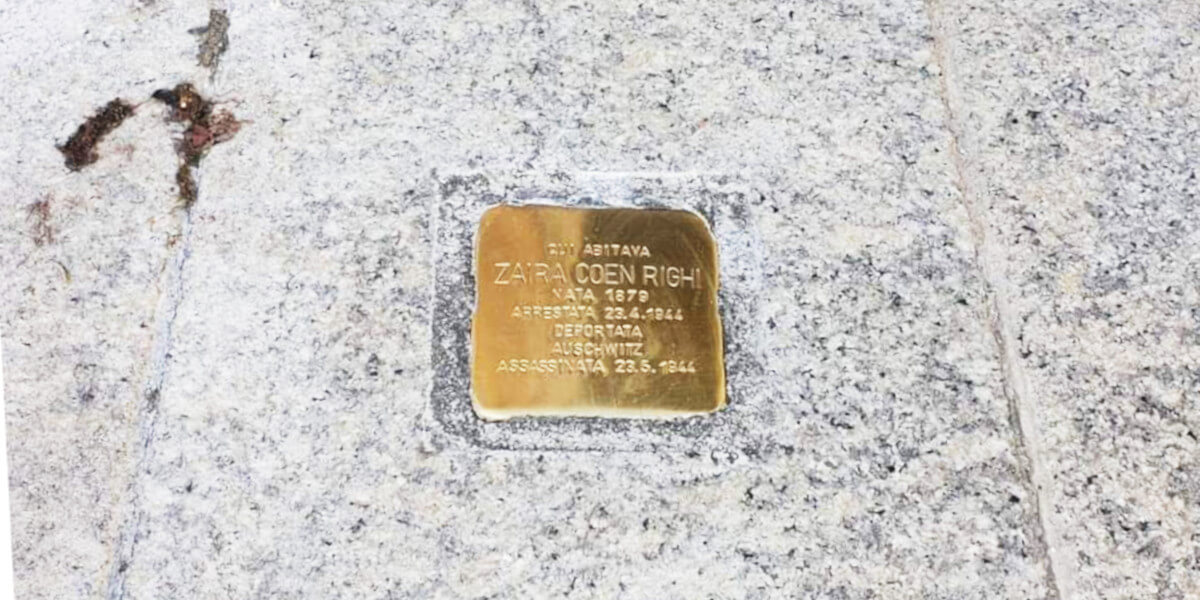 QUI ABITAVA
ZAIRA COEN RIGHI
NATA 1879
ARRESTATA 23.4.1944
DEPORTATA
AUSCHWITZ
ASSASSINATA 23.5.1944